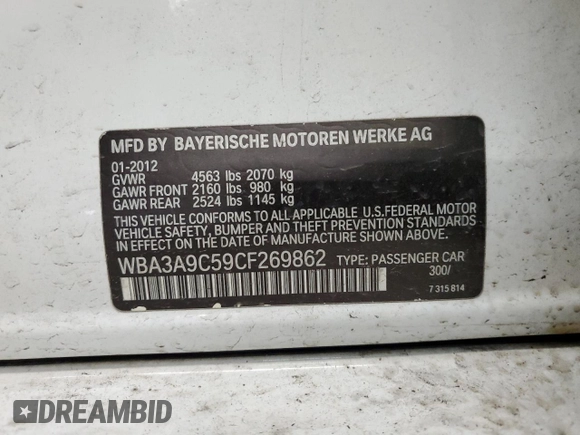 MFD BY BAYERISCHE MOTOREN WERKE AG
01-2012
GVWR 4563 lbs 2070 kg
GAWR FRONT 2160 lbs 980 kg
GAWR REAR 2524 lbs 1145 kg
THIS VEHICLE CONFORMS TO ALL APPLICABLE U.S.FEDERAL MOTOR
VEHICLE SAFETY, BUMPER AND THEFT PREVENTION STANDARDS
IN EFFECT ON THE DATE OF MANUFACTURE SHOWN ABOVE.
WBA3A9C59CF269862 TYPE: PASSENGER CAR
300/
7 315 814
DREAMBID